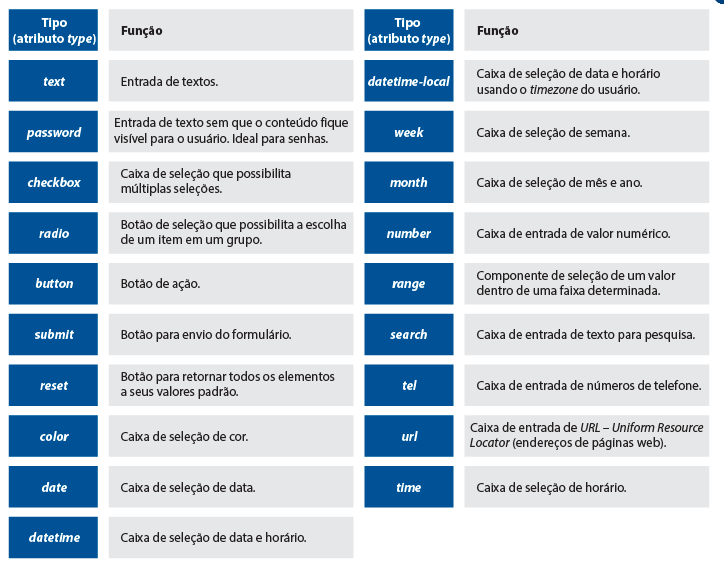 Tipo
(atributo type)
Função
text
Entrada de textos.
password
Entrada de texto sem que o conteúdo fique
visível para o usuário. Ideal para senhas.
checkbox
Caixa de seleção que possibilita
múltiplas seleções.
radio
Botão de seleção que possibilita a escolha
de um item em um grupo.
button
Botão de ação.
submit
Botão para envio do formulário.
reset
Botão para retornar todos os elementos
a seus valores padrão.
color
Caixa de seleção de cor.
date
Caixa de seleção de data.
datetime
Caixa de seleção de data e horário.
Tipo
(atributo type)
Função
datetime-local
Caixa de seleção de data e horário
usando o timezone do usuário.
week
Caixa de seleção de semana.
month
Caixa de seleção de mês e ano.
number
Caixa de entrada de valor numérico.
range
Componente de seleção de um valor
dentro de uma faixa determinada.
search
Caixa de entrada de texto para pesquisa.
tel
Caixa de entrada de números de telefone.
url
Caixa de entrada de URL – Uniform Resource
Locator (endereços de páginas web).
time
Caixa de seleção de horário.